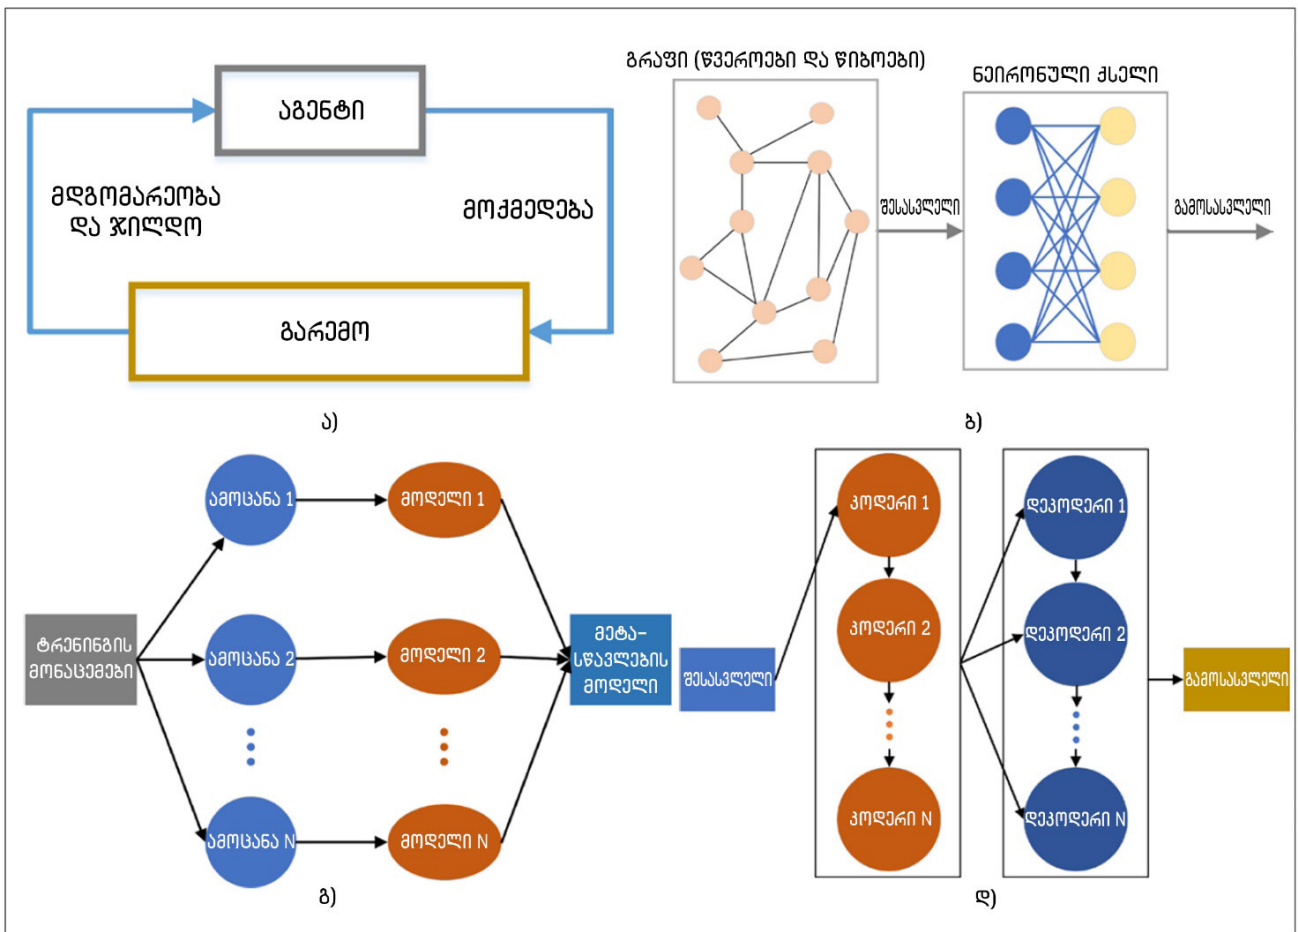 აგენტი
მდგომარეობა
და ჯილდო
მოქმედება
გარემო
ა)
გრაფი (წვეროები და წიბოები)
ნეირონული ქსელი
შესასვლელი
გამოსასვლელი
ბ)
ტრენინგის
მონაცემები
ამოცანა 1
მოდელი 1
ამოცანა 2
მოდელი 2
ამოცანა N
მოდელი N
მეტა-
სწავლების
მოდელი
გ)
შესასვლელი
კოდერი 1
კოდერი 2
კოდერი N
დეკოდერი 1
დეკოდერი 2
დეკოდერი N
გამოსასვლელი
დ)